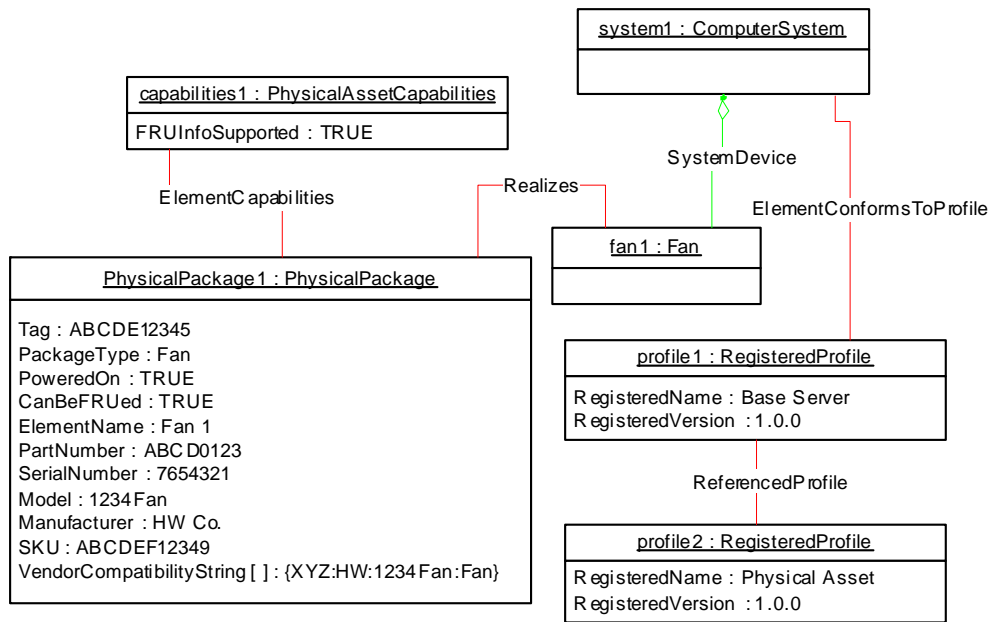 system1 : ComputerSystem
capabilities1 : PhysicalAssetCapabilities
FRUInfoSupported : TRUE
SystemDevice
Realizes
ElementCapabilities
ElementConformsToProfile
fan1 : Fan
PhysicalPackage1 : PhysicalPackage
Tag : ABCDE12345
PackageType : Fan
PoweredOn : TRUE
CanBeFRUed : TRUE
ElementName : Fan 1
PartNumber : ABCD0123
SerialNumber : 7654321
Model : 1234Fan
Manufacturer : HW Co.
SKU : ABCDEF12349
VendorCompatibilityString [ ] : {XYZ:HW:1234Fan:Fan}
profile1 : RegisteredProfile
RegisteredName : Base Server
RegisteredVersion : 1.0.0
ReferencedProfile
profile2 : RegisteredProfile
RegisteredName : Physical Asset
RegisteredVersion : 1.0.0